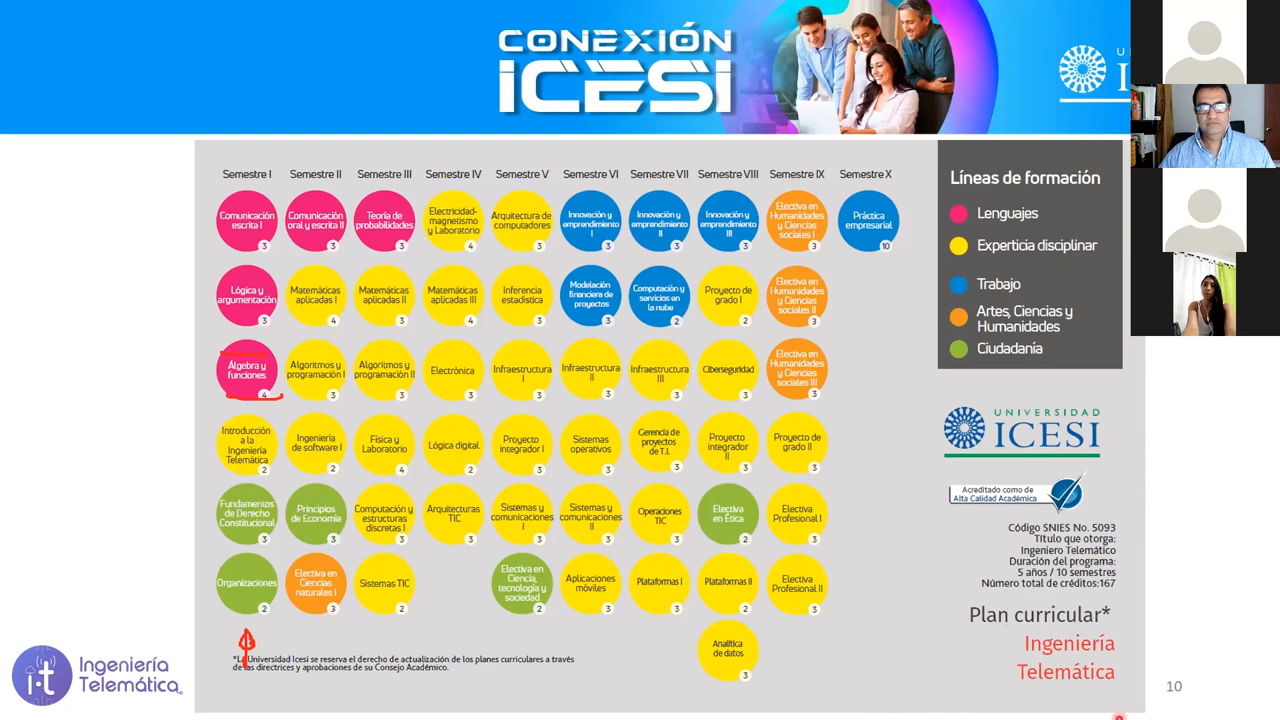 CONEXIÓN
ICESI
U
I
Semestre I
Semestre II
Semestre III
Semestre IV
Semestre V
Semestre VI
Semestre VII
Semestre VIII
Semestre IX
Semestre X
Comunicación
escrita I
3
Comunicación
oral y escrita II
3
Teoría de
probabilidades
3
Electricidad-
magnetismo
y Laboratorio
4
Arquitectura de
computadores
3
Innovación y
emprendimiento
I
3
Innovación y
emprendimiento
II
3
Innovación y
emprendimiento
III
3
Electiva en
Humanidades
y Ciencias
sociales I
3
Práctica
empresarial
10
Lógica y
argumentación
3
Matemáticas
aplicadas I
4
Matemáticas
aplicadas II
3
Matemáticas
aplicadas III
4
Inferencia
estadística
3
Modelación
financiera de
proyectos
3
Computación y
servicios en
la nube
2
Proyecto de
grado I
2
Electiva en
Humanidades
y Ciencias
sociales II
3
Álgebra y
funciones
4
Algoritmos y
programación I
3
Algoritmos y
programación II
3
Electrónica
3
Infraestructura
I
3
Infraestructura
II
3
Infraestructura
III
3
Ciberseguridad
3
Electiva en
Humanidades
y Ciencias
sociales III
3
Introducción
a la
Ingeniería
Telemática
2
Ingeniería
de software I
2
Física y
Laboratorio
4
Lógica digital
2
Proyecto
integrador I
3
Sistemas
operativos
3
Gerencia de
proyectos
de T.I.
3
Proyecto
integrador
II
3
Proyecto de
grado II
3
Fundamentos
de Derecho
Constitucional
3
Principios
de Economía
3
Computación y
estructuras
discretas I
3
Arquitecturas
TIC
3
Sistemas y
comunicaciones
I
3
Sistemas y
comunicaciones
II
3
Operaciones
TIC
3
Electiva
en Ética
2
Electiva
Profesional I
3
Organizaciones
2
Electiva en
Ciencias
naturales I
3
Sistemas TIC
2
Electiva en
Ciencia,
tecnología y
sociedad
2
Aplicaciones
móviles
3
Plataformas I
3
Plataformas II
2
Electiva
Profesional II
3
Analítica
de datos
3
*La Universidad Icesi se reserva el derecho de actualización de los planes curriculares a través
de las directrices y aprobaciones de su Consejo Académico.
Líneas de formación
Lenguajes
Experticia disciplinar
Trabajo
Artes, Ciencias y
Humanidades
Ciudadanía
UNIVERSIDAD
ICESI
Acreditado como de
Alta Calidad Académica
Código SNIES No. 5093
Título que otorga:
Ingeniero Telemático
Duración del programa:
5 años / 10 semestres
Número total de créditos:167
Plan curricular*
Ingeniería
Telemática
i·t
Ingeniería
Telemática
10